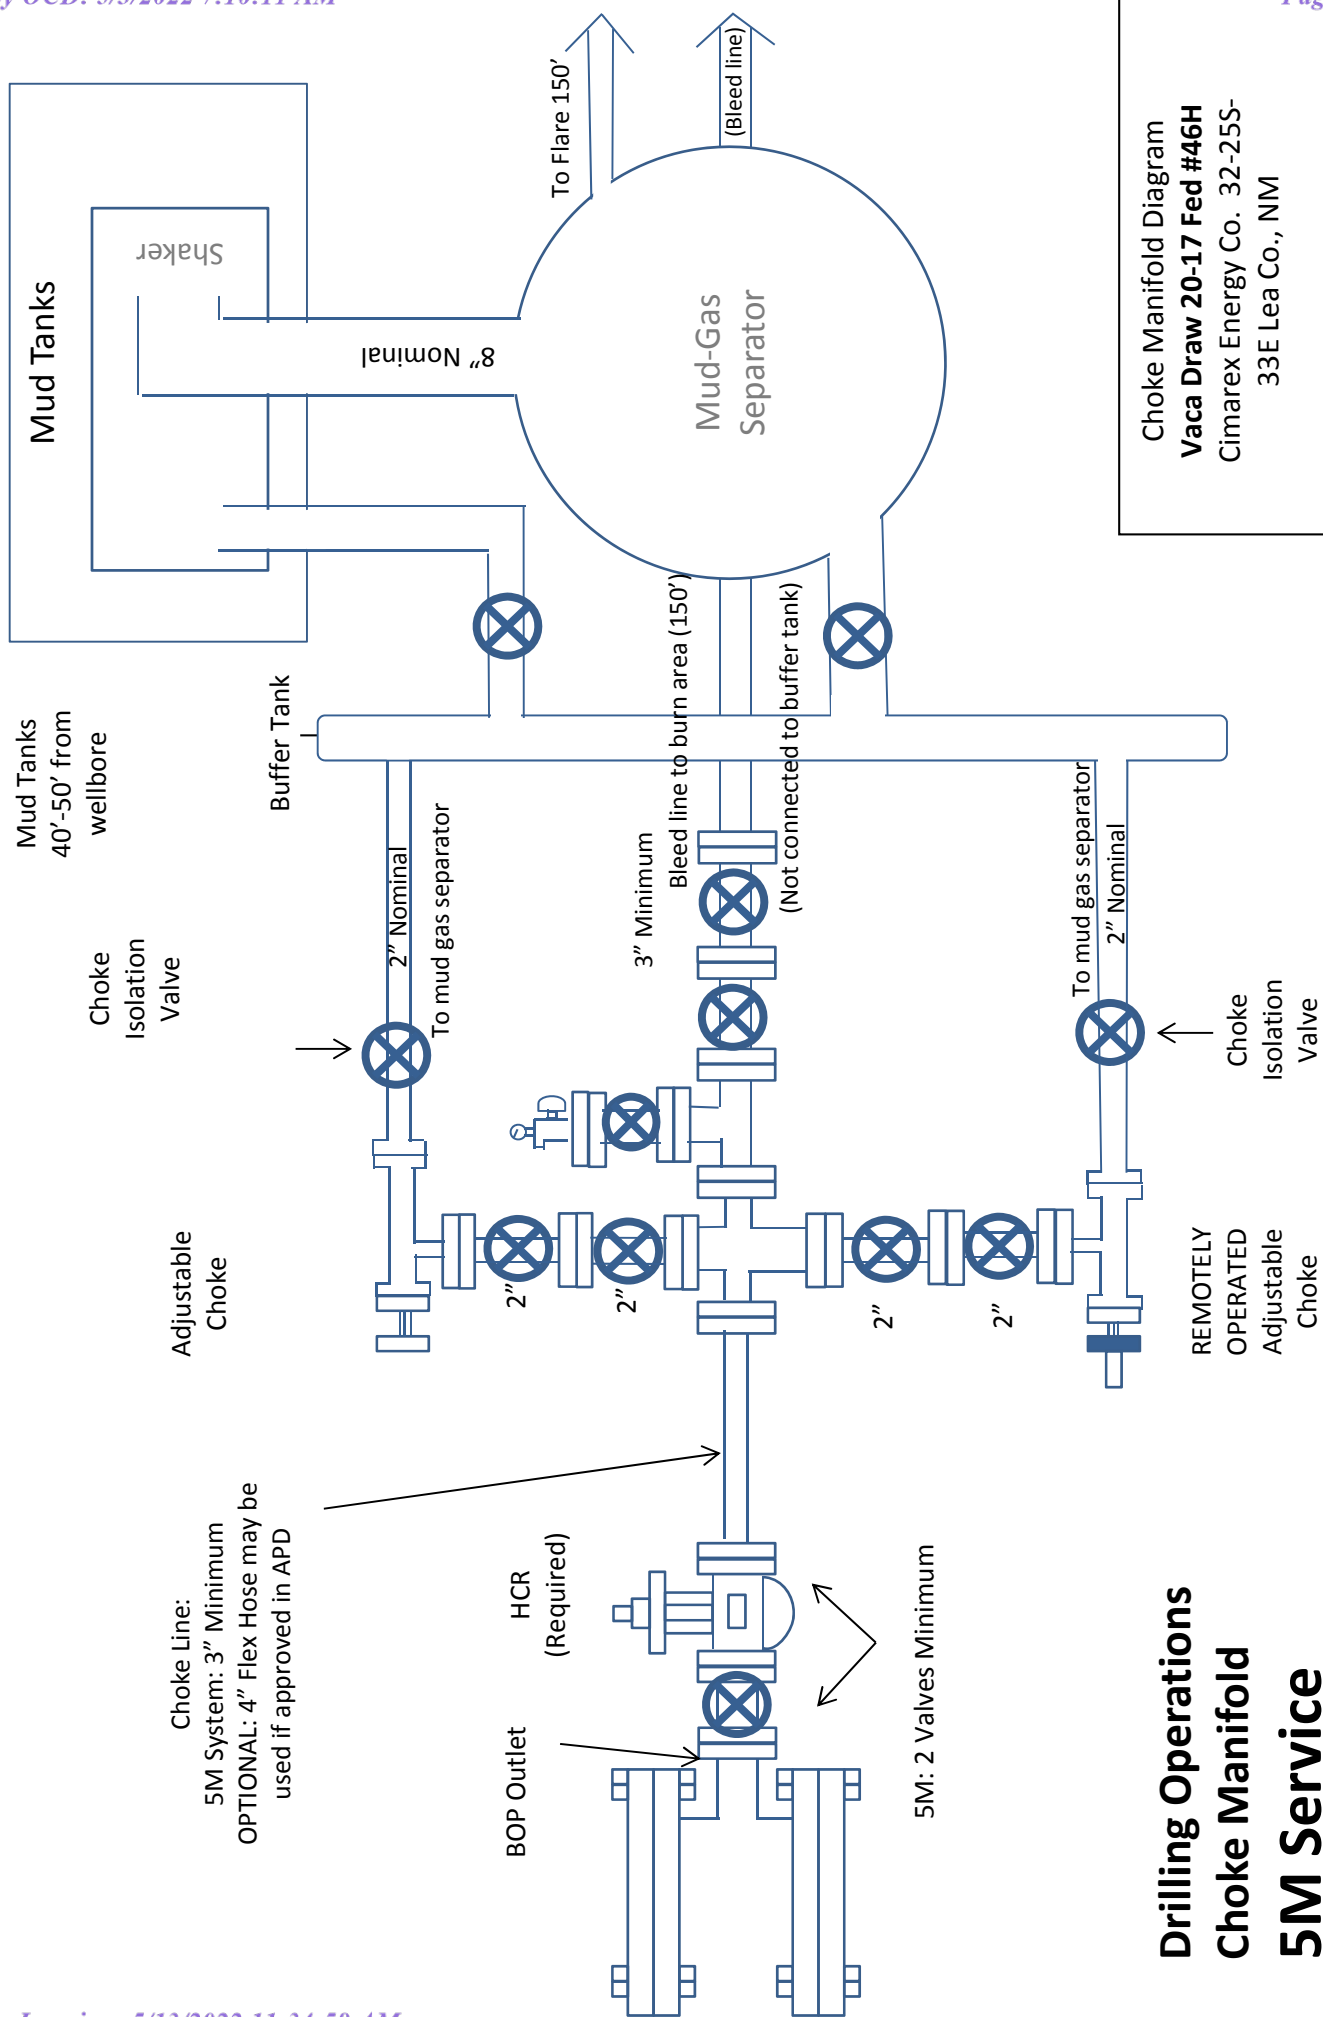 Mud Tanks
Shaker
8” Nominal
To Flare 150’
(Bleed line)
Mud-Gas
Separator
Mud Tanks
40’-50’ from
wellbore
Buffer Tank
Bleed line to burn area (150’)
(Not connected to buffer tank)
3” Minimum
Choke
Isolation
Valve
2” Nominal
To mud gas separator
To mud gas separator
2” Nominal
Choke
Isolation
Valve
Adjustable
Choke
2”
2”
2”
2”
REMOTELY
OPERATED
Adjustable
Choke
Choke Line:
5M System: 3” Minimum
OPTIONAL: 4” Flex Hose may be
used if approved in APD
HCR
(Required)
BOP Outlet
5M: 2 Valves Minimum
Drilling Operations
Choke Manifold
5M Service
Choke Manifold Diagram
Vaca Draw 20-17 Fed #46H
Cimarex Energy Co. 32-25S-
33E Lea Co., NM